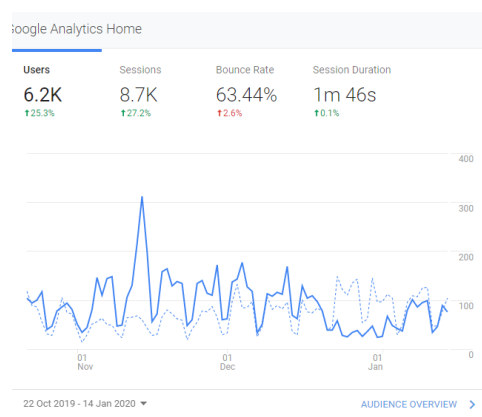 Google Analytics Home
Users Sessions Bounce Rate Session Duration
6.2K 8.7K 63.44% 1m 46s
↑25.3% ↑27.2% ↑2.6% ↑0.1%
400
300
200
100
0
01 01 01
Nov Dec Jan
22 Oct 2019 - 14 Jan 2020 AUDIENCE OVERVIEW